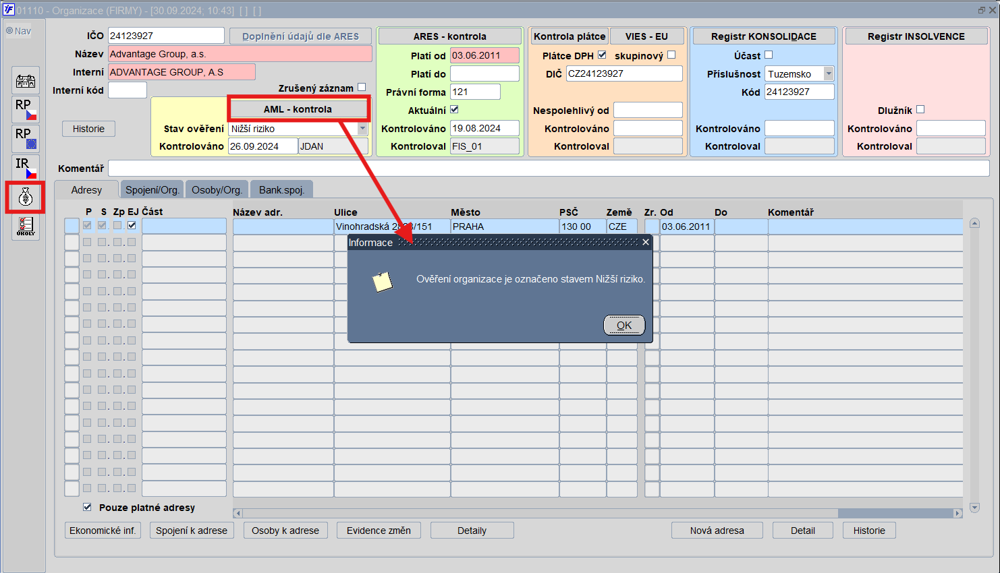 01110 - Organizace (FIRMY) - [30.09.2024; 10:43] [ ] [ ]
Nav
IČO 24123927 Doplnění údajů dle ARES
Název Advantage Group, a.s.
Interní ADVANTAGE GROUP, A.S
Interní kód Zrušený záznam
AML - kontrola
Historie
Stav ověření Nižší riziko
Kontrolováno 26.09.2024 JDAN
ARES - kontrola
Platí od 03.06.2011
Platí do
Právní forma 121
Aktuální
Kontrolováno 19.08.2024
Kontroloval FIS_01
Kontrola plátce VIES - EU
Plátce DPH skupinový
DIČ CZ24123927
Nespolehlivý od
Kontrolováno
Kontroloval
Registr KONSOLIDACE
Účast
Příslušnost Tuzemsko
Kód 24123927
Kontrolováno
Kontroloval
Registr INSOLVENCE
Dlužník
Kontrolováno
Kontroloval
RP
RP
IR
ÚKOLY
Komentář
Adresy Spojení/Org. Osoby/Org. Bank.spoj.
P S Zp EJ Část Název adr. Ulice Město PSČ Země Zr. Od Do Komentář
Vinohradská /151 PRAHA 130 00 CZE 03.06.2011
Informace
Ověření organizace je označeno stavem Nižší riziko.
OK
Pouze platné adresy
Ekonomické inf. Spojení k adrese Osoby k adrese Evidence změn Detaily Nová adresa Detail Historie